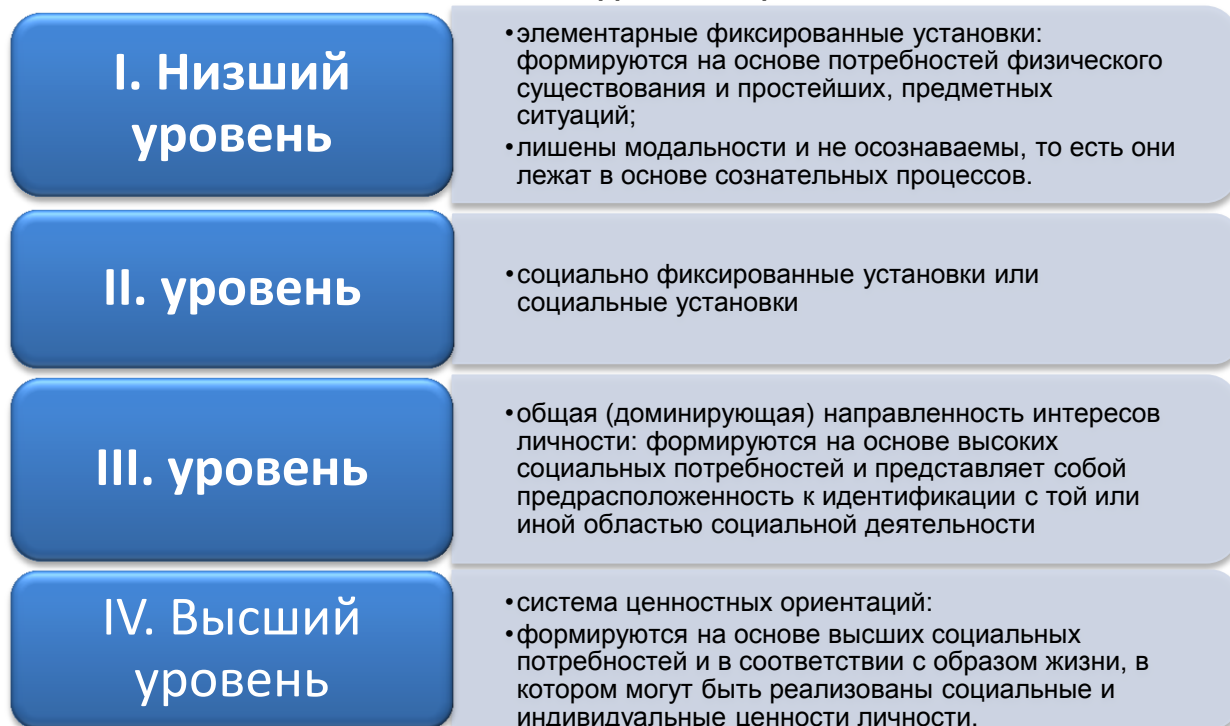 I. Низший
уровень
•элементарные фиксированные установки:
формируются на основе потребностей физического
существования и простейших, предметных
ситуаций;
•лишены модальности и не осознаваемы, то есть они
лежат в основе сознательных процессов.
II. уровень
•социально фиксированные установки или
социальные установки
III. уровень
•общая (доминирующая) направленность интересов
личности: формируются на основе высоких
социальных потребностей и представляет собой
предрасположенность к идентификации с той или
иной областью социальной деятельности
IV. Высший
уровень
•система ценностных ориентаций:
•формируются на основе высших социальных
потребностей и в соответствии с образом жизни, в
котором могут быть реализованы социальные и
индивидуальные ценности личности.